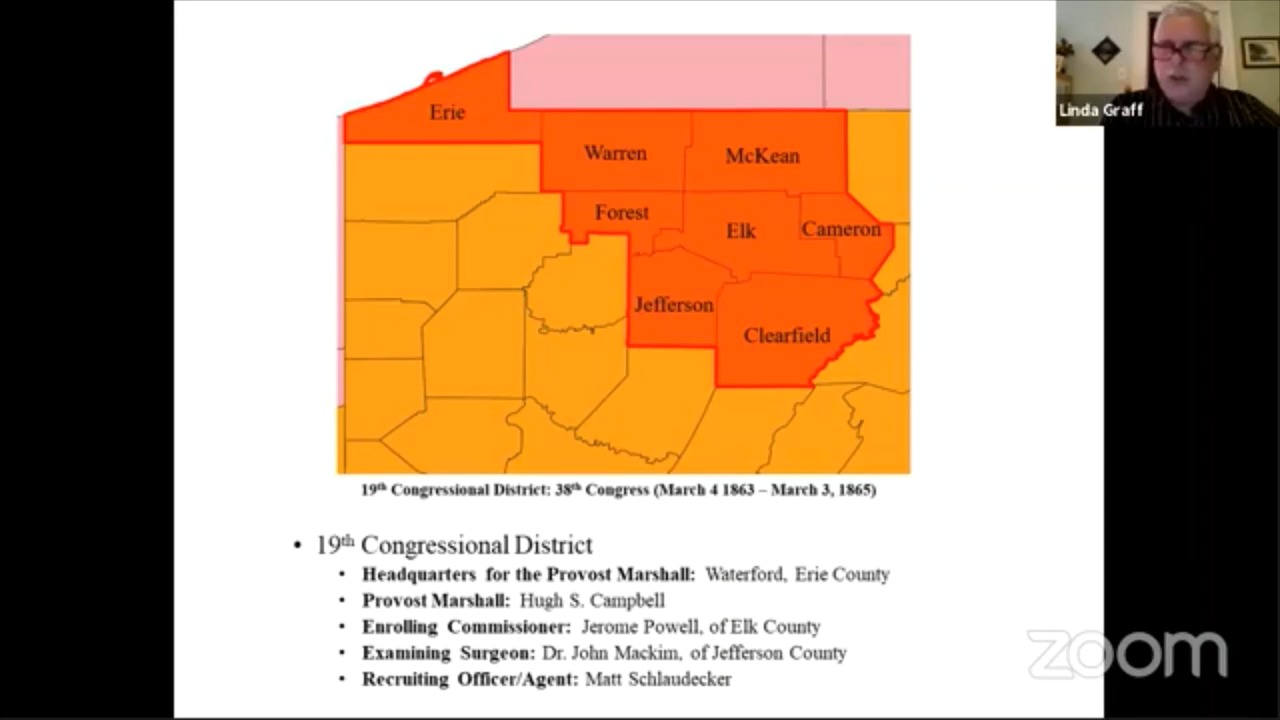 Linda Graff
Erie
Warren
McKean
Forest
Elk
Cameron
Jefferson
Clearfield
19th Congressional District: 38th Congress (March 4 1863 – March 3, 1865)
• 19th Congressional District
• Headquarters for the Provost Marshall: Waterford, Erie County
• Provost Marshall: Hugh S. Campbell
• Enrolling Commissioner: Jerome Powell, of Elk County
• Examining Surgeon: Dr. John Mackim, of Jefferson County
• Recruiting Officer/Agent: Matt Schlaudecker
zoom